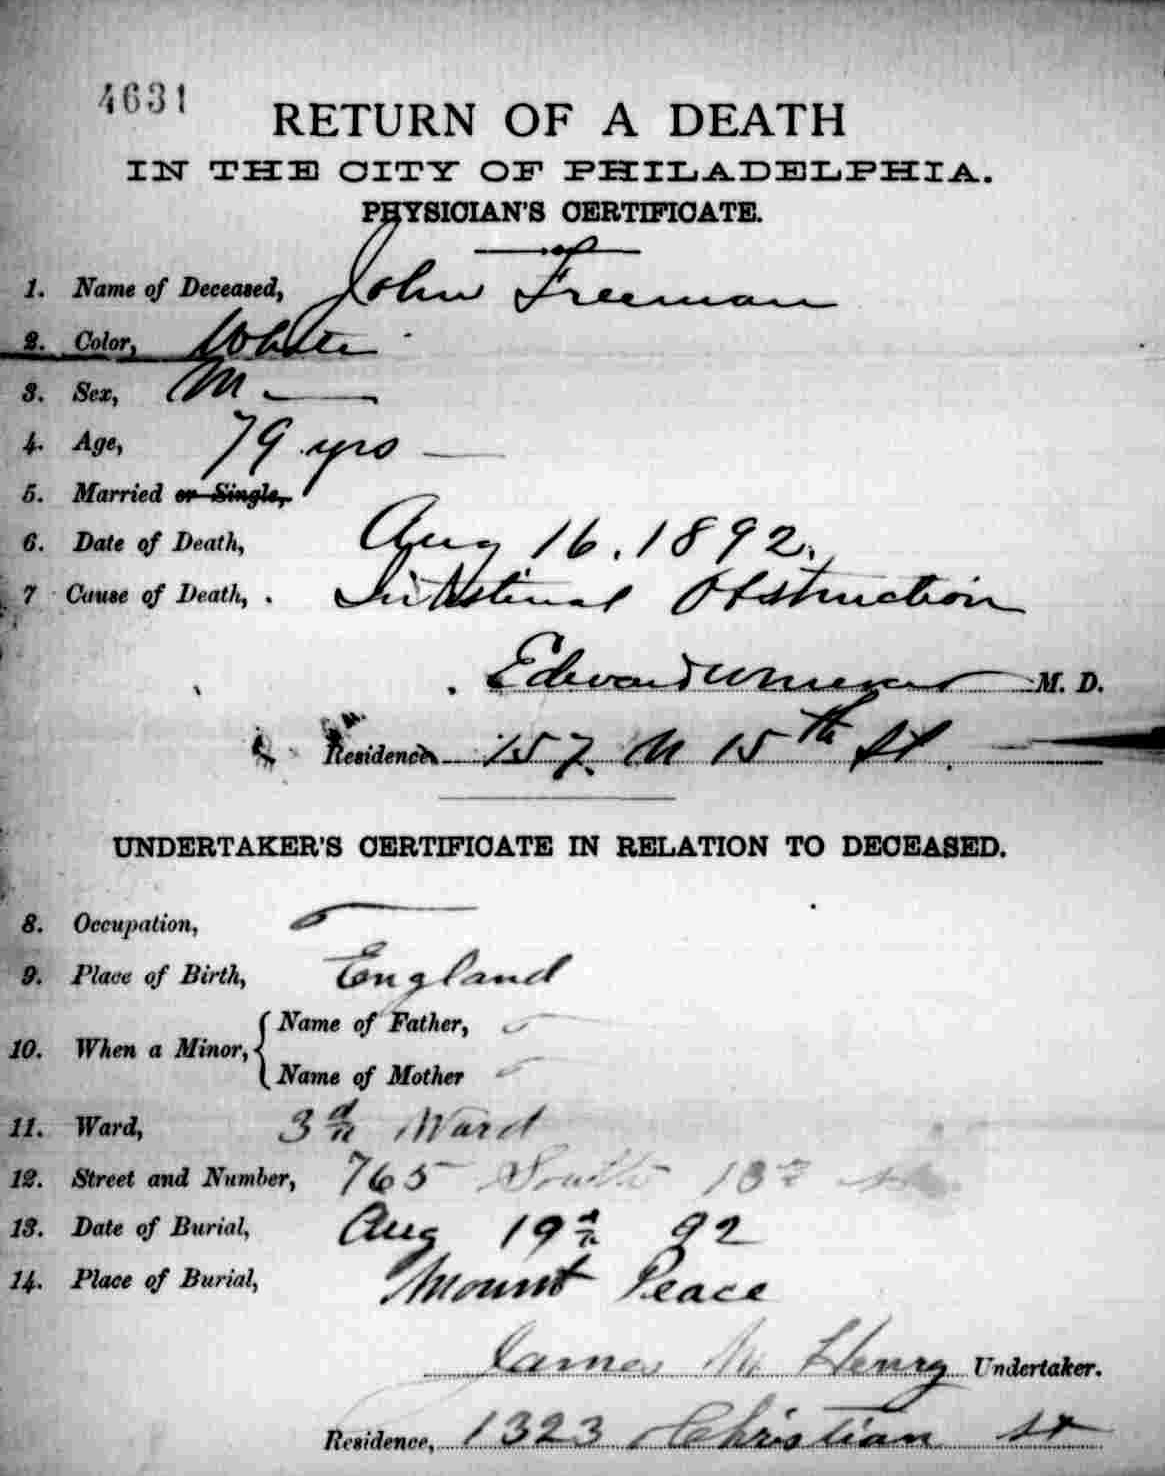 4631
RETURN OF A DEATH
IN THE CITY OF PHILADELPHIA.
PHYSICIAN'S CERTIFICATE.
1. Name of Deceased, John Freeman
2. Color, White
3. Sex, M
4. Age, 79 yrs
5. Married or Single,
6. Date of Death, Aug 16. 1892.
7 Cause of Death, . Intestinal Obstruction
Edward M. D.
Residence 157 N 15th St.
UNDERTAKER'S CERTIFICATE IN RELATION TO DECEASED.
8. Occupation,
9. Place of Birth, England
10. When a Minor,
Name of Father,
Name of Mother
11. Ward, 3d Ward
12. Street and Number, 765 South
13. Date of Burial, Aug 19 92
14. Place of Burial, Mount Peace
James M Henry Undertaker.
Residence, 1323 Christian St